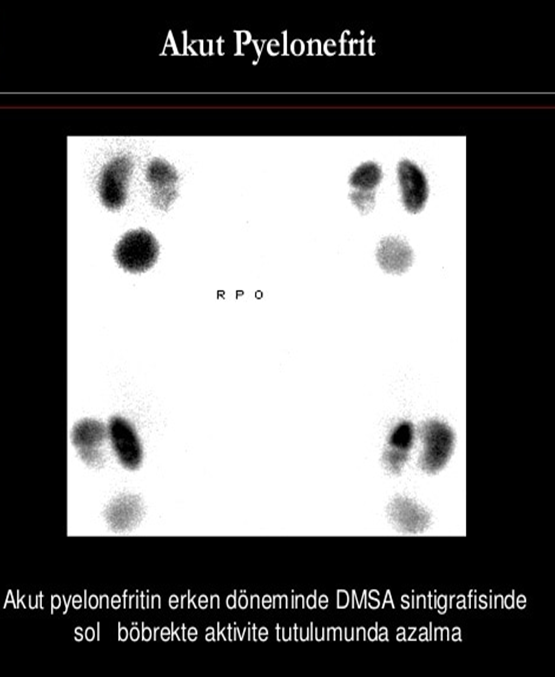 Akut Pyelonefrit
R P O
Akut pyelonefritin erken döneminde DMSA sintigrafisinde
sol böbrekte aktivite tutulumunda azalma